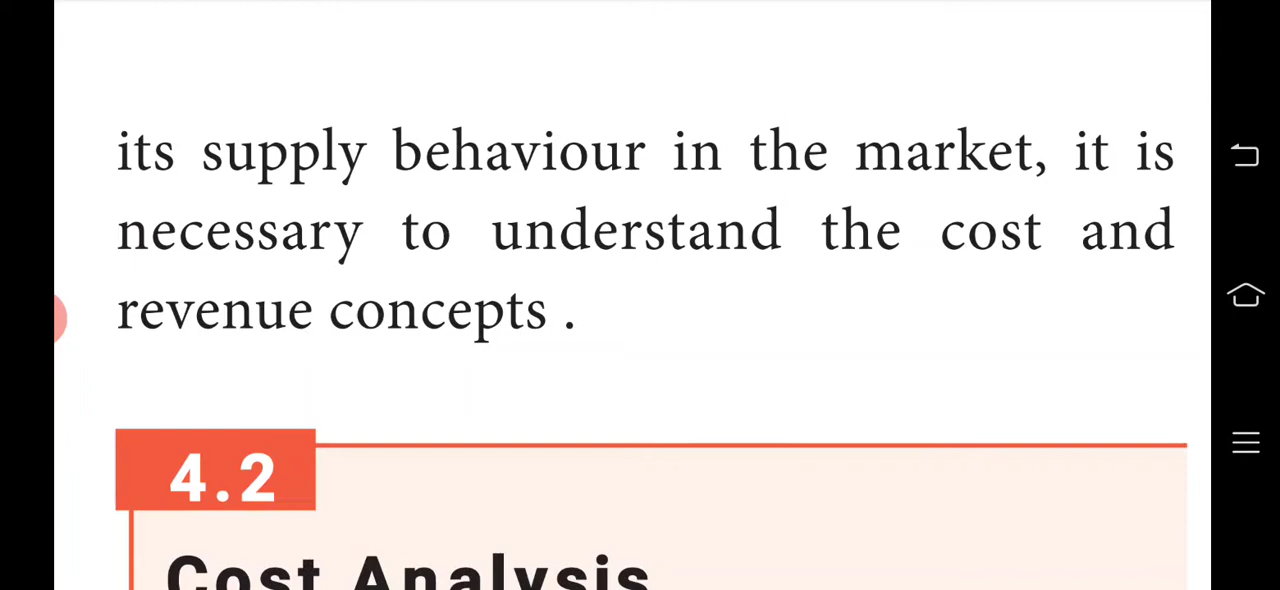 its supply behaviour in the market, it is
necessary to understand the cost and
revenue concepts .
4.2
Cost Analysis